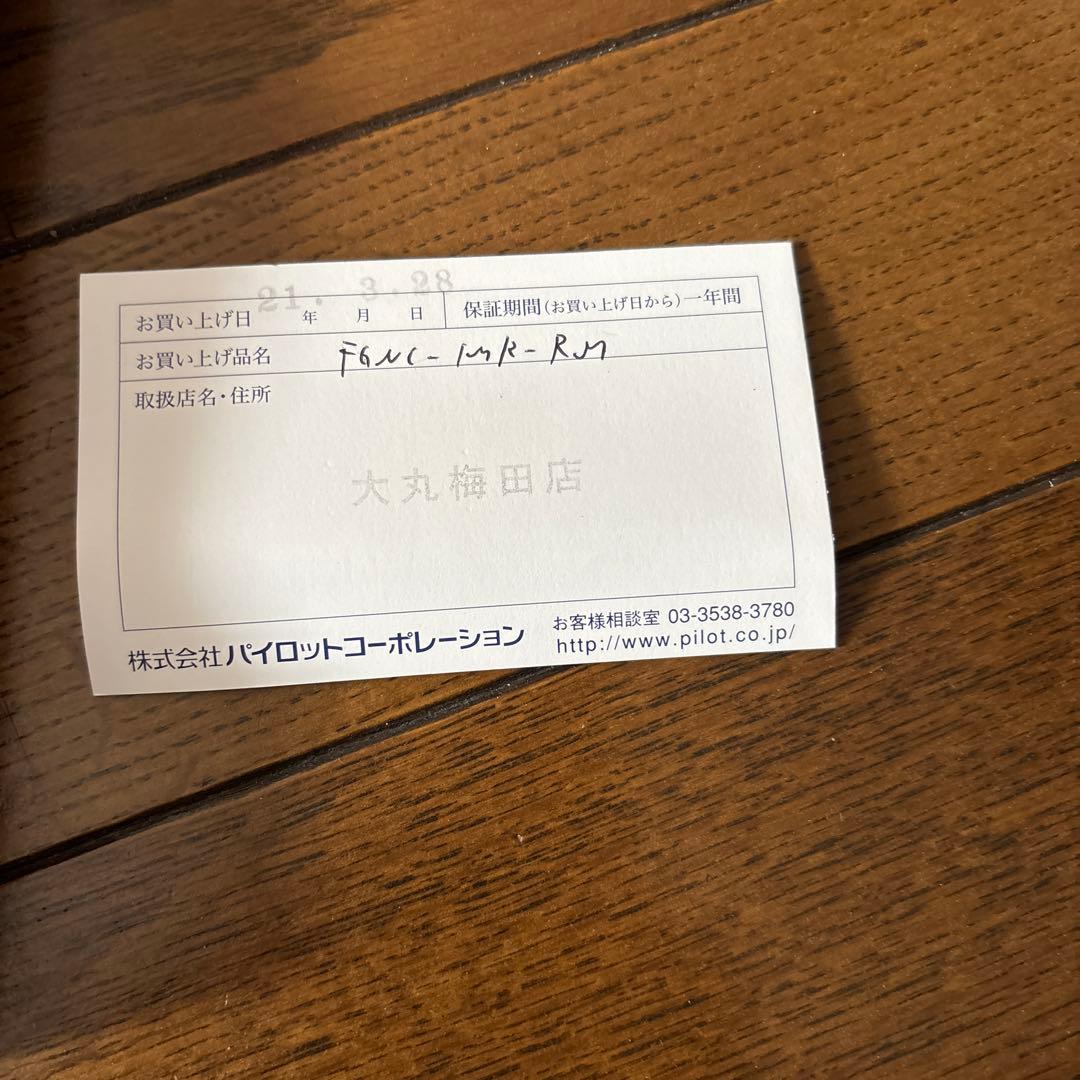 21. 3.28
お買い上げ日 年 月 日 保証期間(お買い上げ日から)一年間
お買い上げ品名 FGNC-1MR-RM
取扱店名・住所
大丸梅田店
株式会社パイロットコーポレーション
お客様相談室 03-3538-3780
http://www.pilot.co.jp/